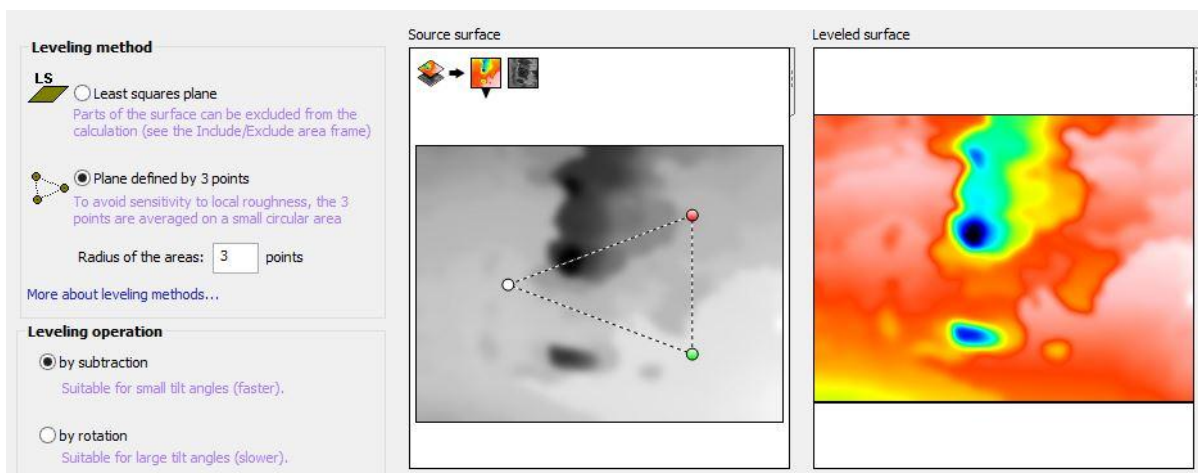 Leveling method
LS
Least squares plane
Parts of the surface can be excluded from the
calculation (see the Include/Exclude area frame)
Plane defined by 3 points
To avoid sensitivity to local roughness, the 3
points are averaged on a small circular area
Radius of the areas: 3 points
More about leveling methods...
Leveling operation
by subtraction
Suitable for small tilt angles (faster).
by rotation
Suitable for large tilt angles (slower).
Source surface
Leveled surface